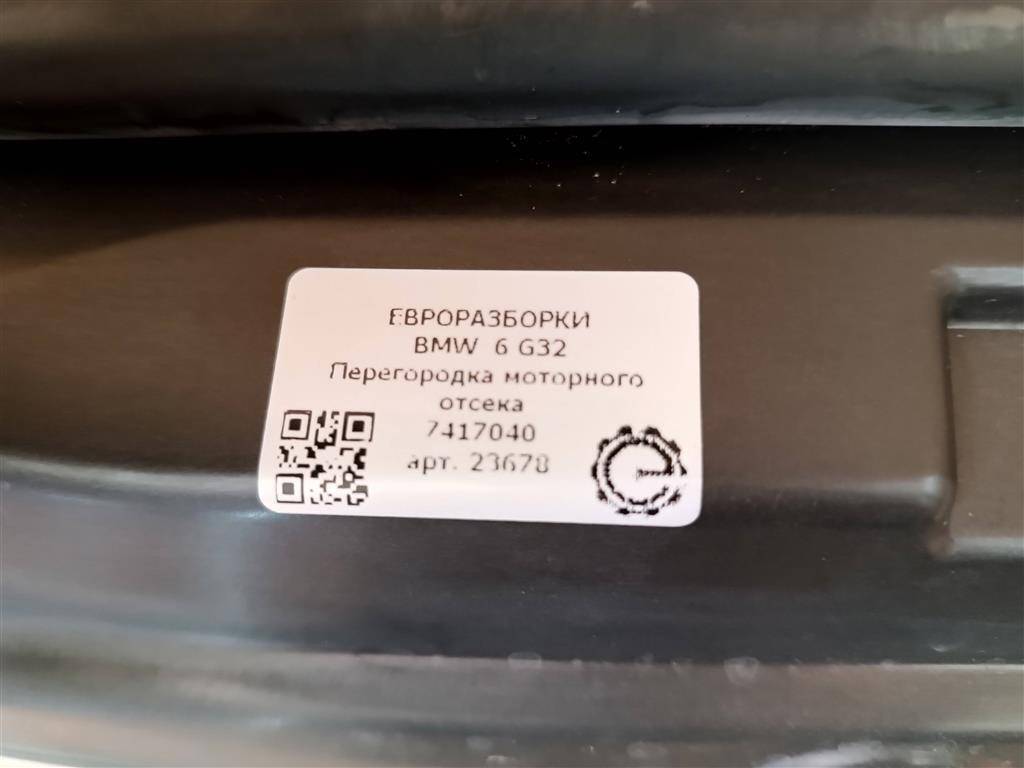 ЕВРОРАЗБОРКИ
BMW 6 G32
Перегородка моторного
отсека
7417040
арт. 23678